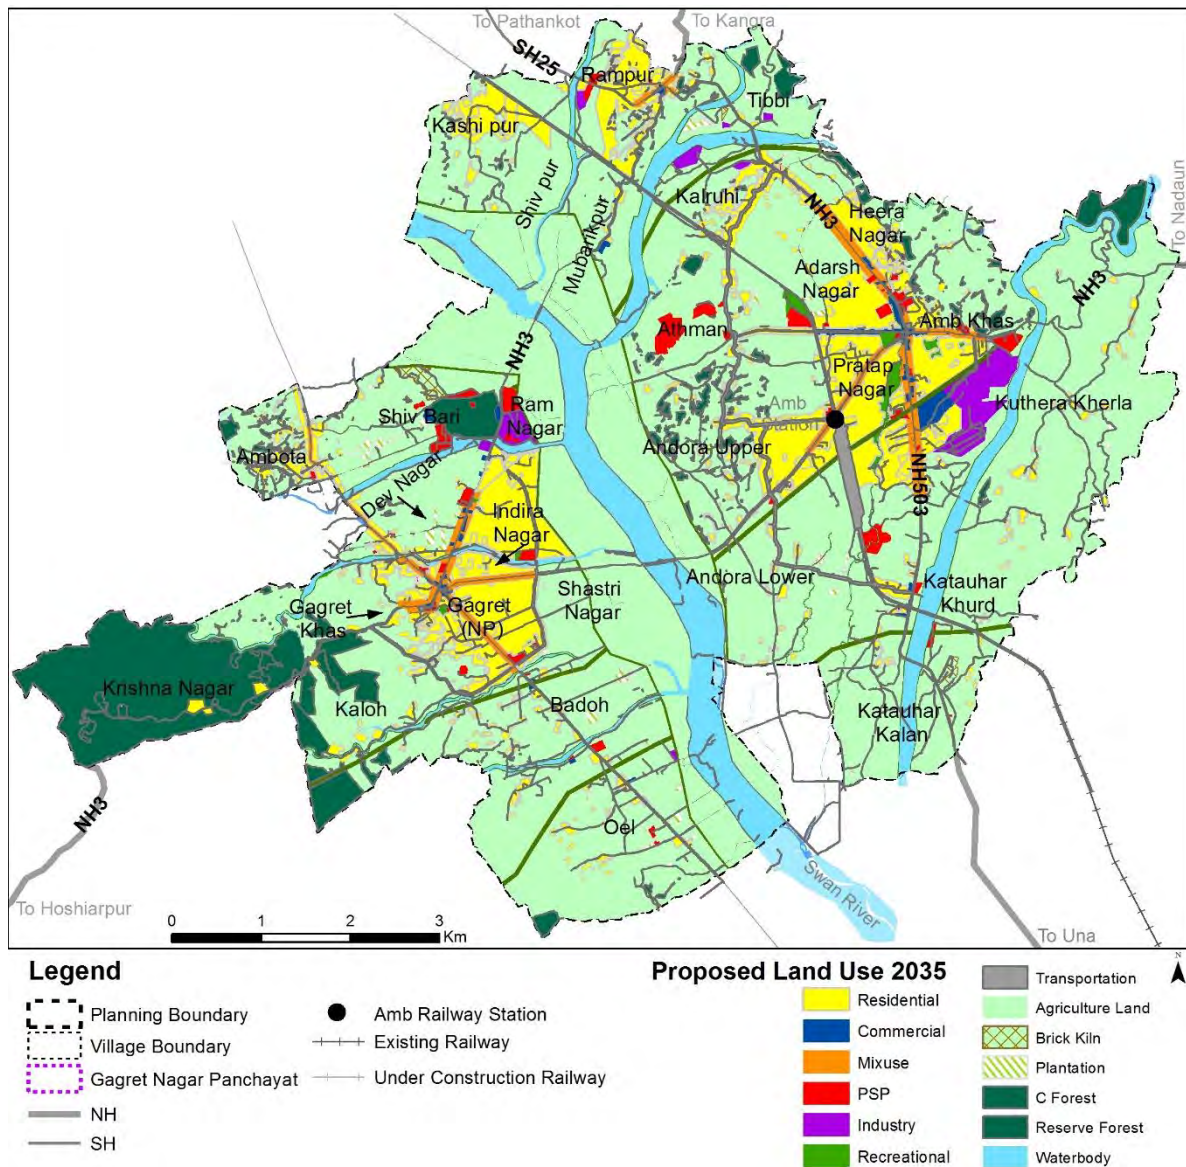 To Pathankot
To Kangra
SH25
Rampur
Tibbi
Kashi pur
Shiv pur
Mubarikpur
Kalruhi
NH3
Heera
Nagar
To Nadaun
NH3
Adarsh
Nagar
Athman
Amb Khas
NH3
Pratap
Nagar
Shiv Bari
Ram
Nagar
Amb
Station
Kuthera Kherla
Ambota
Andora Upper
Dev Nagar
NH503
Indira
Nagar
Andora Lower
Katauhar
Khurd
Shastri
Nagar
Gagret
Khas
Gagret
(NP)
Krishna Nagar
Kaloh
Badoh
Katauhar
Kalan
NH3
Oel
Swan River
To Hoshiarpur
To Una
0 1 2 3
Km
N
Legend
Planning Boundary
Village Boundary
Gagret Nagar Panchayat
NH
SH
Amb Railway Station
Existing Railway
Under Construction Railway
Proposed Land Use 2035
Residential
Commercial
Mixuse
PSP
Industry
Recreational
Transportation
Agriculture Land
Brick Kiln
Plantation
C Forest
Reserve Forest
Waterbody